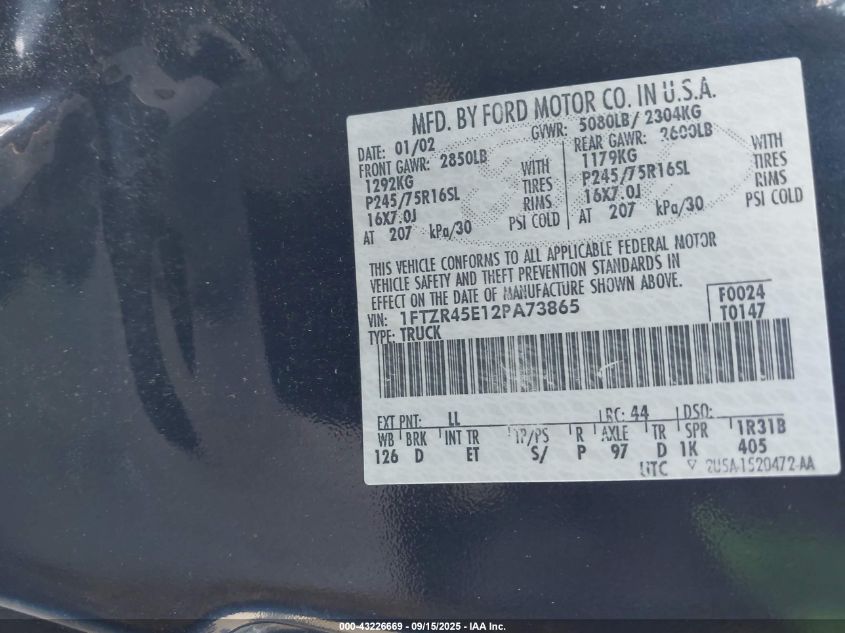 MFD. BY FORD MOTOR CO. IN U.S.A.
DATE: 01/02 GVWR: 5080LB/ 2304KG
FRONT GAWR: 2850LB REAR GAWR: 2600LB
1292KG WITH 1179KG WITH
P245/75R16SL TIRES P245/75R16SL TIRES
16X7.0J RIMS 16X7.0J RIMS
AT 207 kPa/30 PSI COLD AT 207 kPa/30 PSI COLD
THIS VEHICLE CONFORMS TO ALL APPLICABLE FEDERAL MOTOR
VEHICLE SAFETY AND THEFT PREVENTION STANDARDS IN
EFFECT ON THE DATE OF MANUFACTURE SHOWN ABOVE.
VIN: 1FTZR45E12PA73865 F0024
TYPE: TRUCK T0147
EXT PNT: LL RC: 44 DSO:
WB BRK INT TR TP/PS R AXLE TR SPR 1R31B
126 D ET S/ P 97 D 1K 405
UTC 2USA-1520472-AA
000-43226669 - 09/15/2025 - IAA Inc.